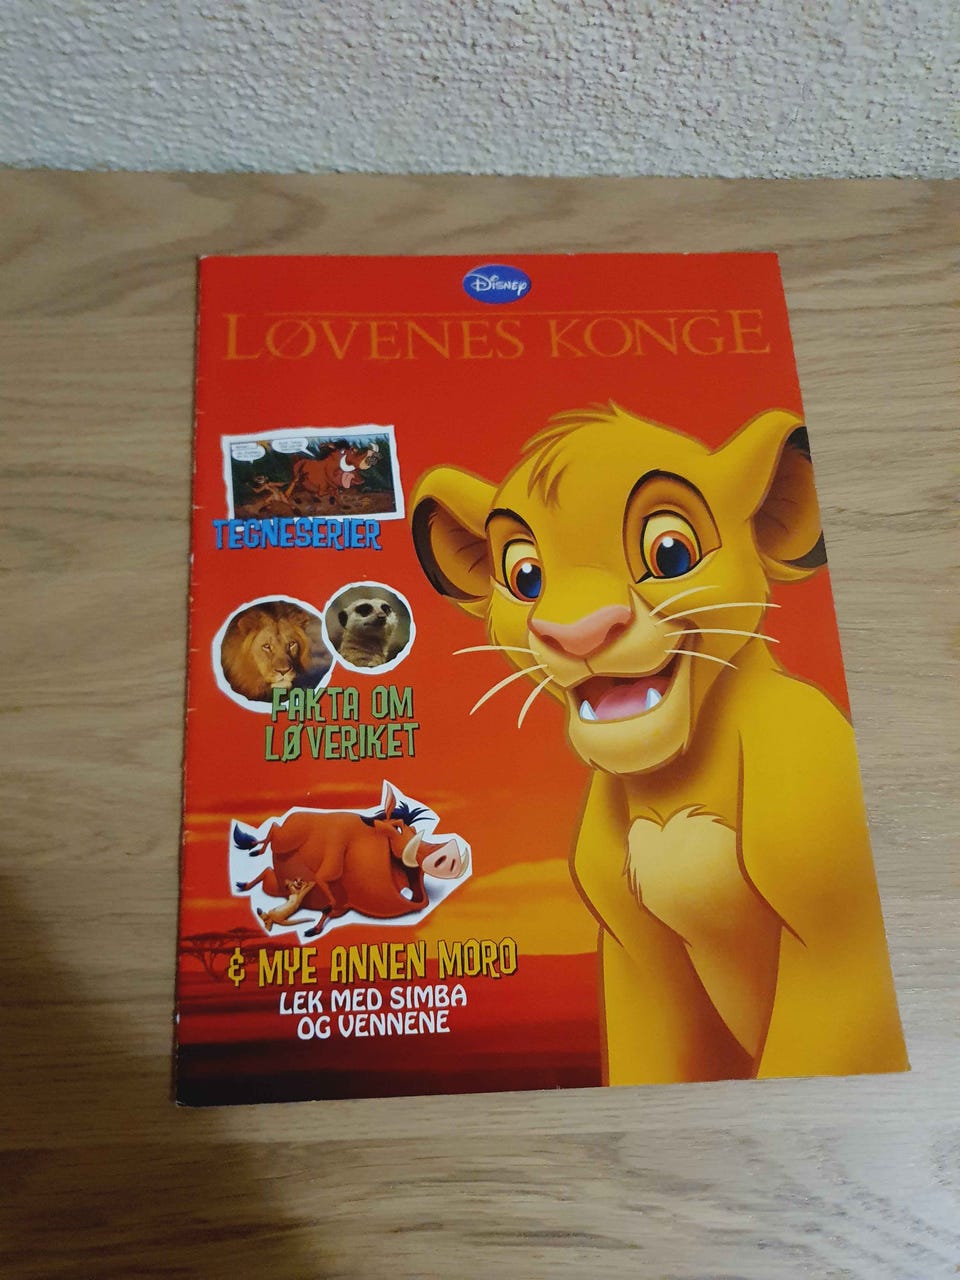 Disney
LØVENES KONGE
TEGNESERIER
FAKTA OM
LØVERIKET
& MYE ANNEN MORO
LEK MED SIMBA
OG VENNENE